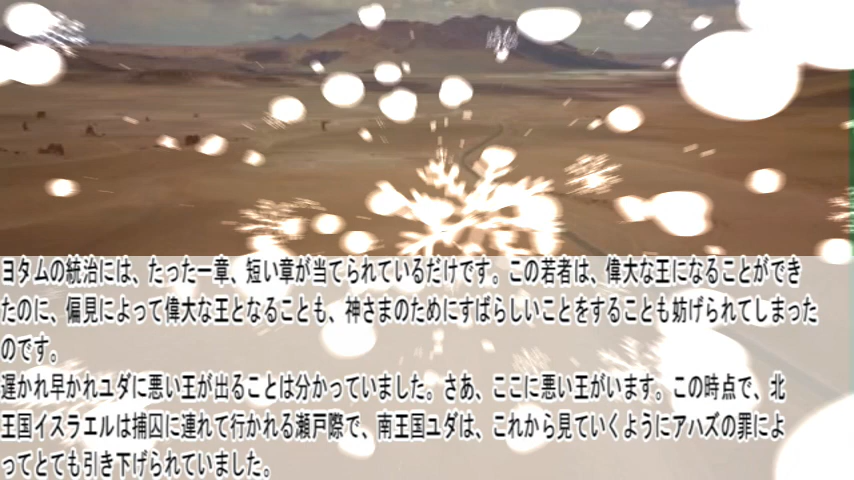 ヨタムの統治には、たった一章、短い章が当てられているだけです。この若者は、偉大な王になることができ
たのに、偏見によって偉大な王となることも、神さまのためにすばらしいことをすることも妨げられてしまった
のです。
遅かれ早かれユダに悪い王が出ることは分かっていました。さあ、ここに悪い王がいます。この時点で、北
王国イスラエルは捕囚に連れて行かれる瀬戸際で、南王国ユダは、これから見ていくようにアハズの罪によ
ってとても引き下げられていました。